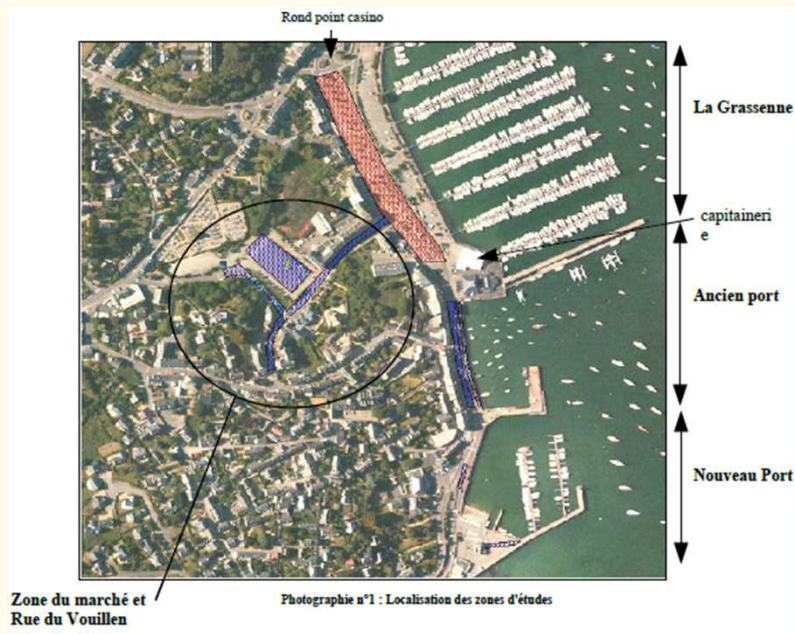 Rond point casino
La Grassenne
capitaineri
e
Ancien port
Nouveau Port
Zone du marché et
Rue du Vouillen
Photographie n°1 : Localisation des zones d'études